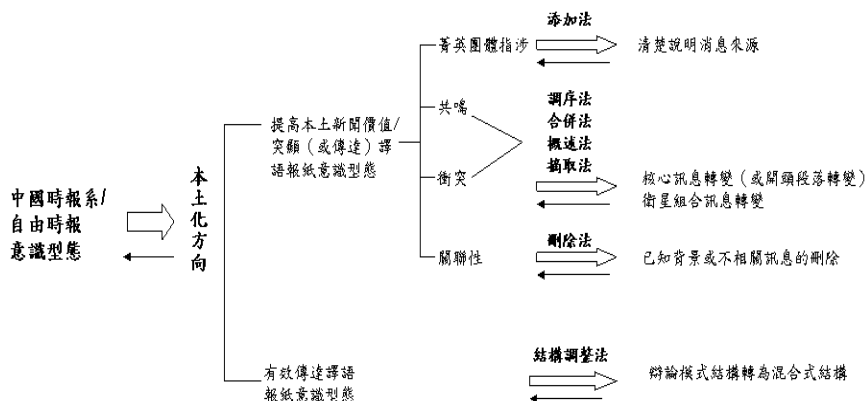 中國時報系/
自由時報
意識型態
本土化方向
提高本土新聞價值/
突顯（或傳達）譯
語報紙意識型態
菁英團體指涉
添加法
清楚說明消息來源
共鳴
衝突
調序法
合併法
概述法
摘取法
核心訊息轉變（或開頭段落轉變）
衛星組合訊息轉變
關聯性
刪除法
已知背景或不相關訊息的刪除
有效傳達譯語
報紙意識型態
結構調整法
辯論模式結構轉為混合式結構